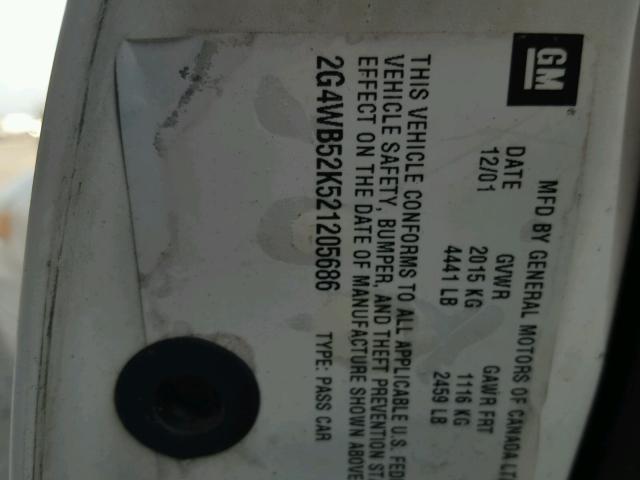 GM
MFD BY GENERAL MOTORS OF CANADA
DATE GVWR GAWR FRT
12/01 2015 KG 1116 KG
4441 LB 2459 LB
THIS VEHICLE CONFORMS TO ALL APPLICABLE U.S.
VEHICLE SAFETY, BUMPER, AND THEFT PREVENTION
EFFECT ON THE DATE OF MANUFACTURE SHOWN ABOVE
2G4WB52K521205686 TYPE: PASS CAR